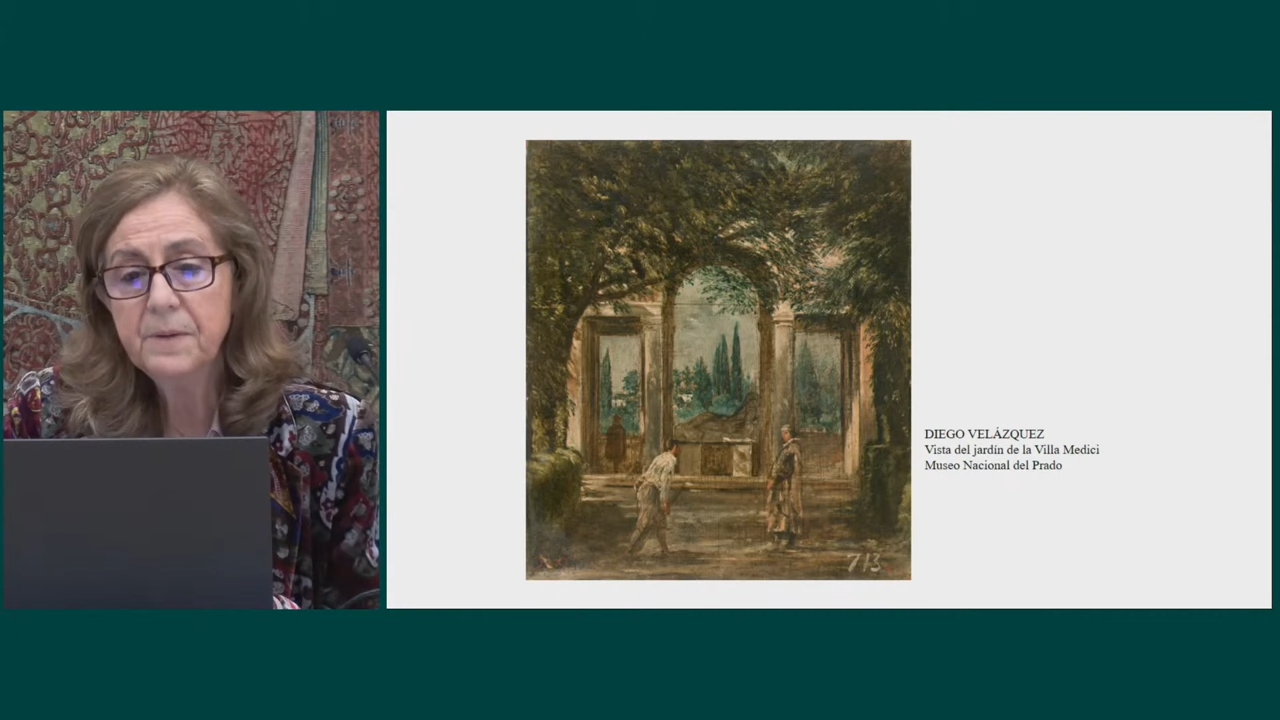 DIEGO VELÁZQUEZ
Vista del jardín de la Villa Medici
Museo Nacional del Prado
713